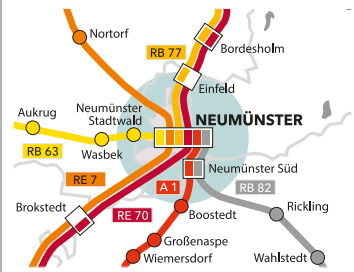 Nortorf
RB 77
Bordesholm
Einfeld
Aukrug
Neumünster
Stadtwald
NEUMÜNSTER
RB 63
Wasbek
RE 7
A 1
Neumünster Süd
RB 82
Brokstedt
RE 70
Boostedt
Rickling
Großenaspe
Wiemersdorf
Wahlstedt